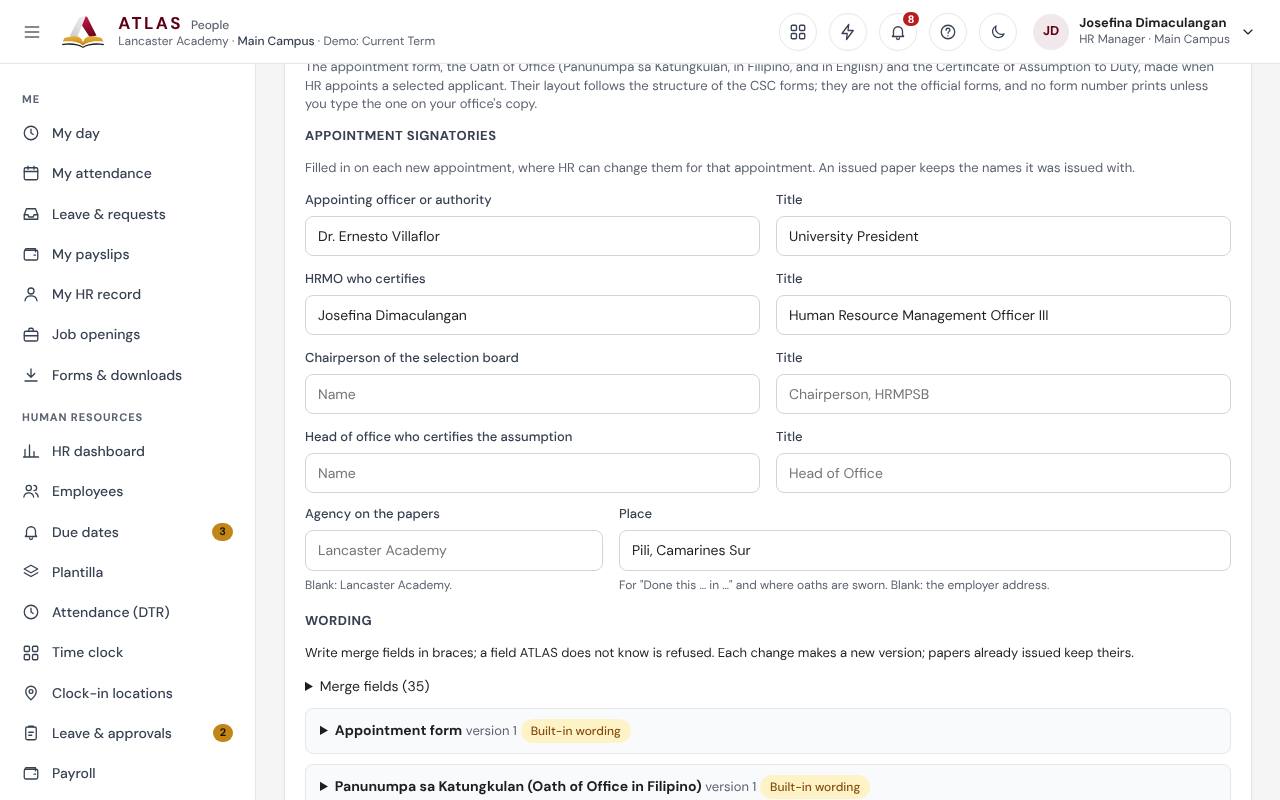 ATLAS People
Lancaster Academy · Main Campus · Demo: Current Term
8
JD
Josefina Dimaculangan
HR Manager · Main Campus
ME
My day
My attendance
Leave & requests
My payslips
My HR record
Job openings
Forms & downloads
HUMAN RESOURCES
HR dashboard
Employees
Due dates 3
Plantilla
Attendance (DTR)
Time clock
Clock-in locations
Leave & approvals 2
Payroll
The appointment form, the Oath of Office (Panunumpa sa Katungkulan, in Filipino, and in English) and the Certificate of Assumption to Duty, made when
HR appoints a selected applicant. Their layout follows the structure of the CSC forms; they are not the official forms, and no form number prints unless
you type the one on your office's copy.
APPOINTMENT SIGNATORIES
Filled in on each new appointment, where HR can change them for that appointment. An issued paper keeps the names it was issued with.
Appointing officer or authority Title
Dr. Ernesto Villaflor University President
HRMO who certifies Title
Josefina Dimaculangan Human Resource Management Officer III
Chairperson of the selection board Title
Name Chairperson, HRMPSB
Head of office who certifies the assumption Title
Name Head of Office
Agency on the papers Place
Lancaster Academy Pili, Camarines Sur
Blank: Lancaster Academy. For "Done this … in …" and where oaths are sworn. Blank: the employer address.
WORDING
Write merge fields in braces; a field ATLAS does not know is refused. Each change makes a new version; papers already issued keep theirs.
Merge fields (35)
Appointment form version 1 Built-in wording
Panunumpa sa Katungkulan (Oath of Office in Filipino) version 1 Built-in wording